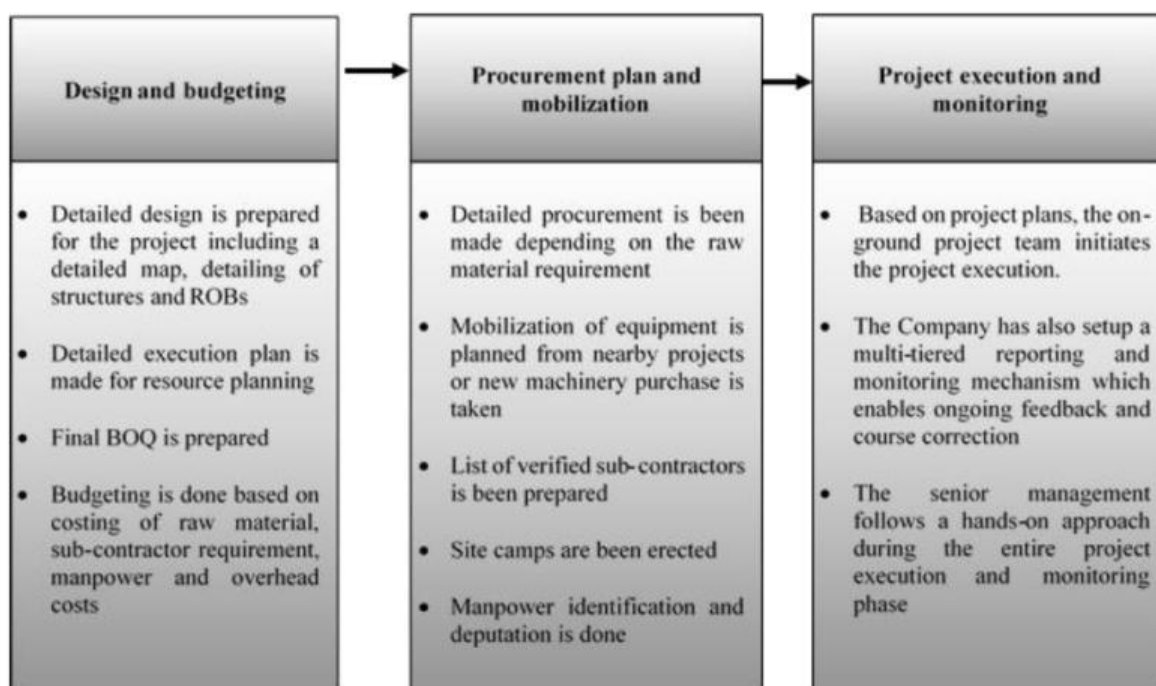 Design and budgeting
• Detailed design is prepared
for the project including a
detailed map, detailing of
structures and ROBs
• Detailed execution plan is
made for resource planning
• Final BOQ is prepared
• Budgeting is done based on
costing of raw material,
sub-contractor requirement,
manpower and overhead
costs
Procurement plan and
mobilization
• Detailed procurement is been
made depending on the raw
material requirement
• Mobilization of equipment is
planned from nearby projects
or new machinery purchase is
taken
• List of verified sub-contractors
is been prepared
• Site camps are been erected
• Manpower identification and
deputation is done
Project execution and
monitoring
• Based on project plans, the on-
ground project team initiates
the project execution.
• The Company has also setup a
multi-tiered reporting and
monitoring mechanism which
enables ongoing feedback and
course correction
• The senior management
follows a hands-on approach
during the entire project
execution and monitoring
phase